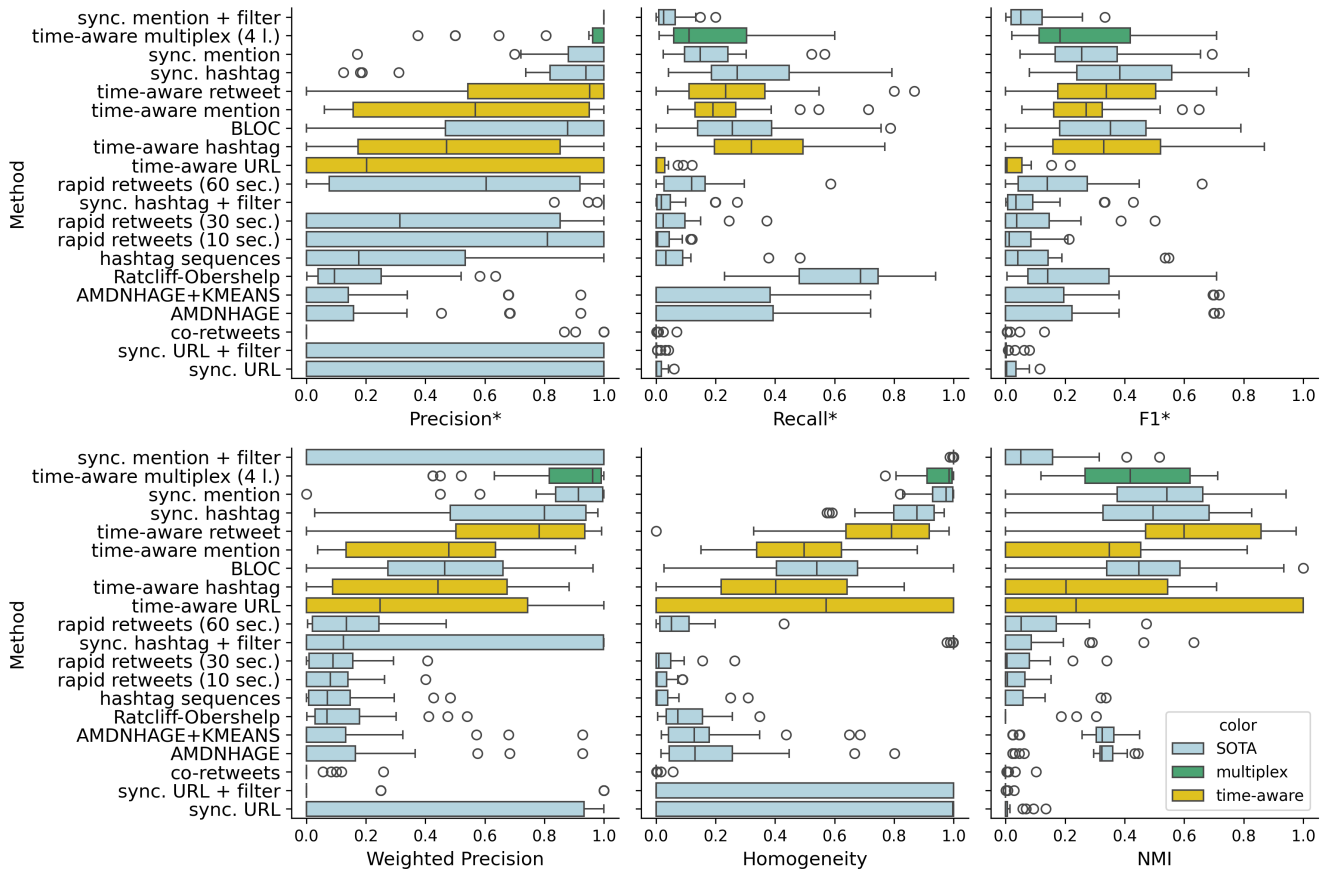 Method
sync. mention + filter
time-aware multiplex (4 l.)
sync. mention
sync. hashtag
time-aware retweet
time-aware mention
BLOC
time-aware hashtag
time-aware URL
rapid retweets (60 sec.)
sync. hashtag + filter
rapid retweets (30 sec.)
rapid retweets (10 sec.)
hashtag sequences
Ratcliff-Obershelp
AMDNHAGE+KMEANS
AMDNHAGE
co-retweets
sync. URL + filter
sync. URL
0.0 0.2 0.4 0.6 0.8 1.0
Precision*
0.0 0.2 0.4 0.6 0.8 1.0
Recall*
0.0 0.2 0.4 0.6 0.8 1.0
F1*
Method
sync. mention + filter
time-aware multiplex (4 l.)
sync. mention
sync. hashtag
time-aware retweet
time-aware mention
BLOC
time-aware hashtag
time-aware URL
rapid retweets (60 sec.)
sync. hashtag + filter
rapid retweets (30 sec.)
rapid retweets (10 sec.)
hashtag sequences
Ratcliff-Obershelp
AMDNHAGE+KMEANS
AMDNHAGE
co-retweets
sync. URL + filter
sync. URL
0.0 0.2 0.4 0.6 0.8 1.0
Weighted Precision
0.0 0.2 0.4 0.6 0.8 1.0
Homogeneity
color
SOTA
multiplex
time-aware
0.0 0.2 0.4 0.6 0.8 1.0
NMI